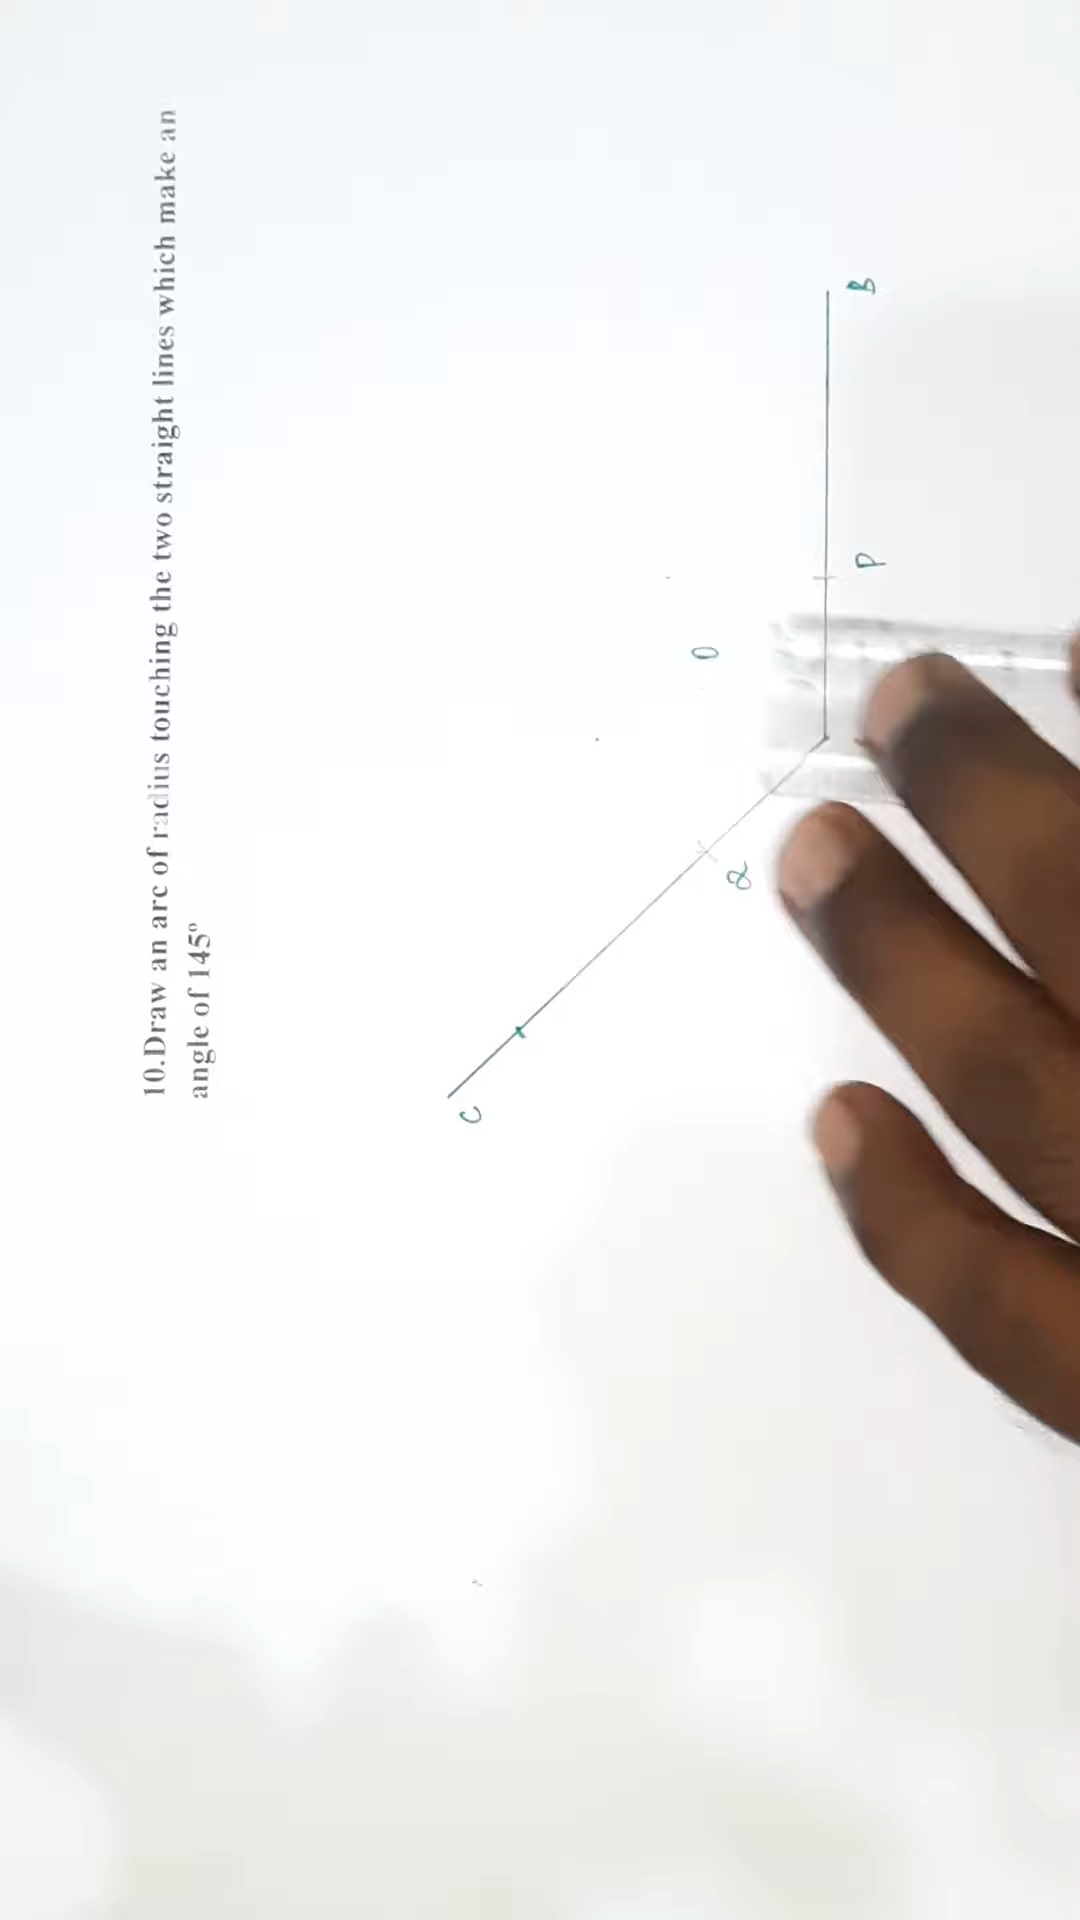 10.Draw an arc of radius touching the two straight lines which make an
angle of 145°
C
O
Q
P
B